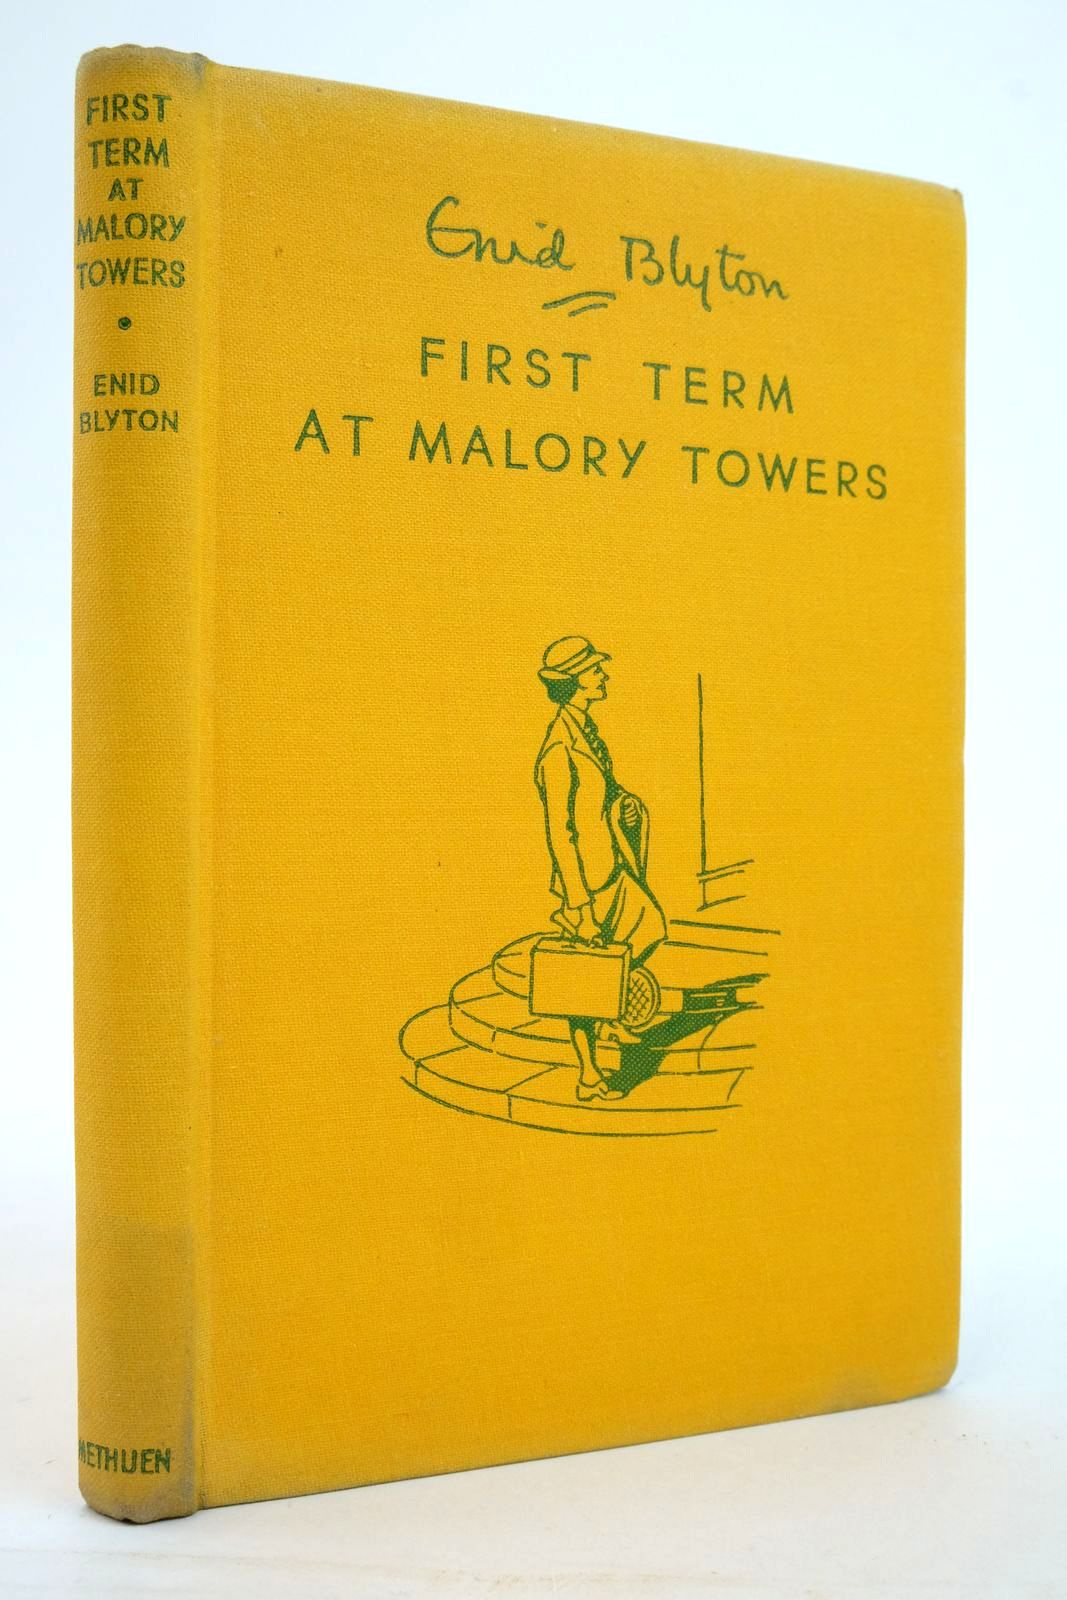 FIRST
TERM
AT
MALORY
TOWERS
•
ENID
BLYTON
METHUEN
Enid Blyton
FIRST TERM
AT MALORY TOWERS